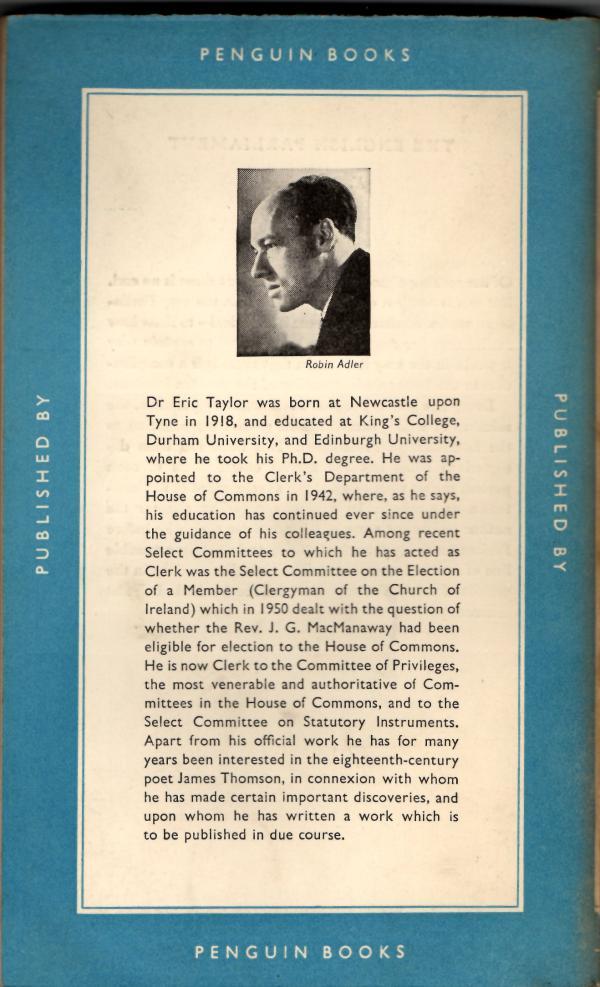 PENGUIN BOOKS
Robin Adler
Dr Eric Taylor was born at Newcastle upon
Tyne in 1918, and educated at King's College,
Durham University, and Edinburgh University,
where he took his Ph.D. degree. He was ap-
pointed to the Clerk's Department of the
House of Commons in 1942, where, as he says,
his education has continued ever since under
the guidance of his colleagues. Among recent
Select Committees to which he has acted as
Clerk was the Select Committee on the Election
of a Member (Clergyman of the Church of
Ireland) which in 1950 dealt with the question of
whether the Rev. J. G. MacManaway had been
eligible for election to the House of Commons.
He is now Clerk to the Committee of Privileges,
the most venerable and authoritative of Com-
mittees in the House of Commons, and to the
Select Committee on Statutory Instruments.
Apart from his official work he has for many
years been interested in the eighteenth-century
poet James Thomson, in connexion with whom
he has made certain important discoveries, and
upon whom he has written a work which is
to be published in due course.
PUBLISHED BY
PUBLISHED BY
PENGUIN BOOKS